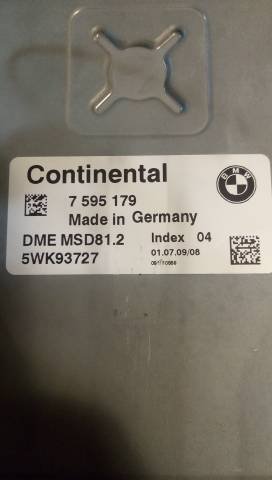 Continental
BMW
7 595 179
Made in Germany
DME MSD81.2 Index 04
5WK93727 01.07.09/08